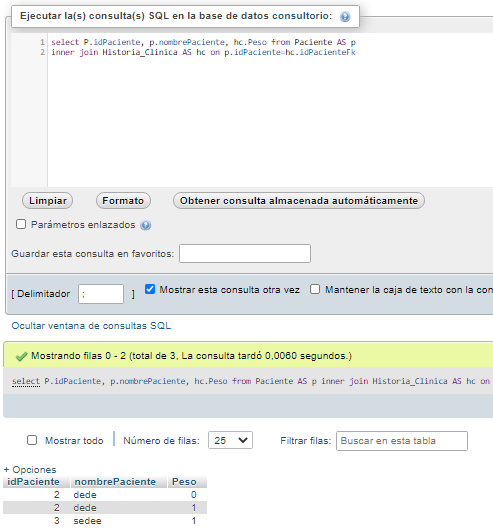 Ejecutar la(s) consulta(s) SQL en la base de datos consultorio:
1 select P.idPaciente, p.nombrePaciente, hc.Peso from Paciente AS p
2 inner join Historia_Clinica AS hc on p.idPaciente=hc.idPacienteFk
Limpiar Formato Obtener consulta almacenada automáticamente
Parámetros enlazados
Guardar esta consulta en favoritos:
[ Delimitador ; ] Mostrar esta consulta otra vez Mantener la caja de texto con la con
Ocultar ventana de consultas SQL
Mostrando filas 0 - 2 (total de 3, La consulta tardó 0,0060 segundos.)
select P.idPaciente, p.nombrePaciente, hc.Peso from Paciente AS p inner join Historia_Clinica AS hc on
Mostrar todo Número de filas: 25 Filtrar filas: Buscar en esta tabla
+ Opciones
idPaciente nombrePaciente Peso
2 dede 0
2 dede 1
3 sedee 1